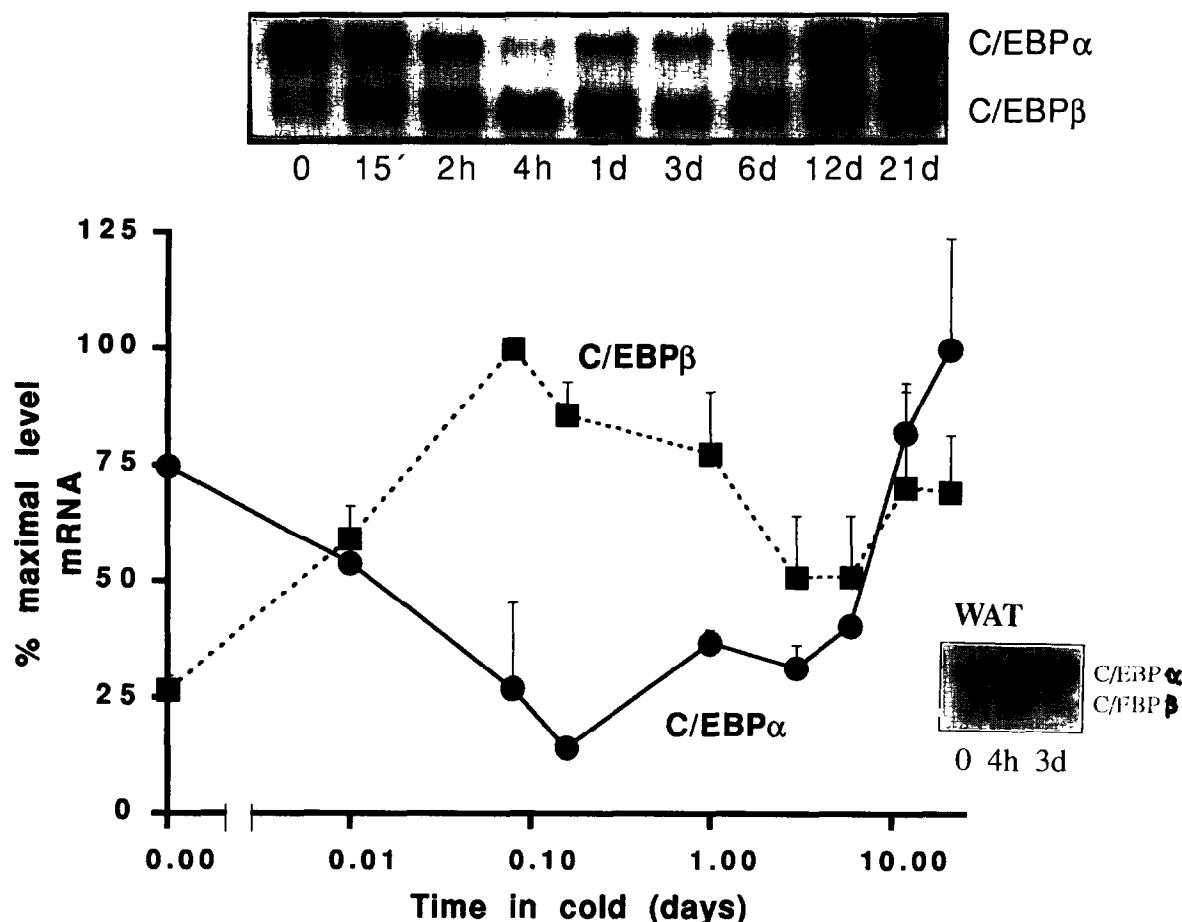 C/EBPα
C/EBPβ
0 15´ 2h 4h 1d 3d 6d 12d 21d
125
100
75
50
25
0
% maximal level
mRNA
C/EBPβ
C/EBPα
WAT
C/EBPα
C/EBPβ
0 4h 3d
0.00 0.01 0.10 1.00 10.00
Time in cold (days)